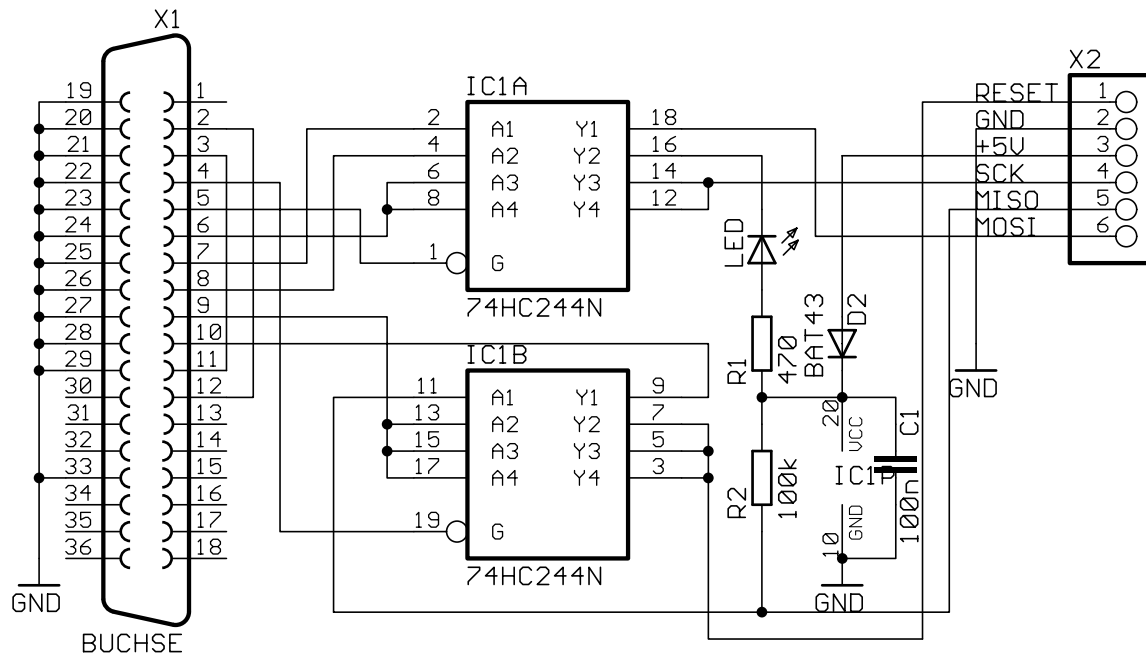 X1
19
20
21
22
23
24
25
26
27
28
29
30
31
32
33
34
35
36
1
2
3
4
5
6
7
8
9
10
11
12
13
14
15
16
17
18
GND
BUCHSE
IC1A
2 A1 Y1 18
4 A2 Y2 16
6 A3 Y3 14
8 A4 Y4 12
1 G
74HC244N
IC1B
11 A1 Y1 9
13 A2 Y2 7
15 A3 Y3 5
17 A4 Y4 3
19 G
74HC244N
LED
R1
470
R2
100k
BAT43
D2
20
VCC
IC1P
GND
10
GND
C1
100n
X2
RESET 1
GND 2
+5V 3
SCK 4
MISO 5
MOSI 6
GND